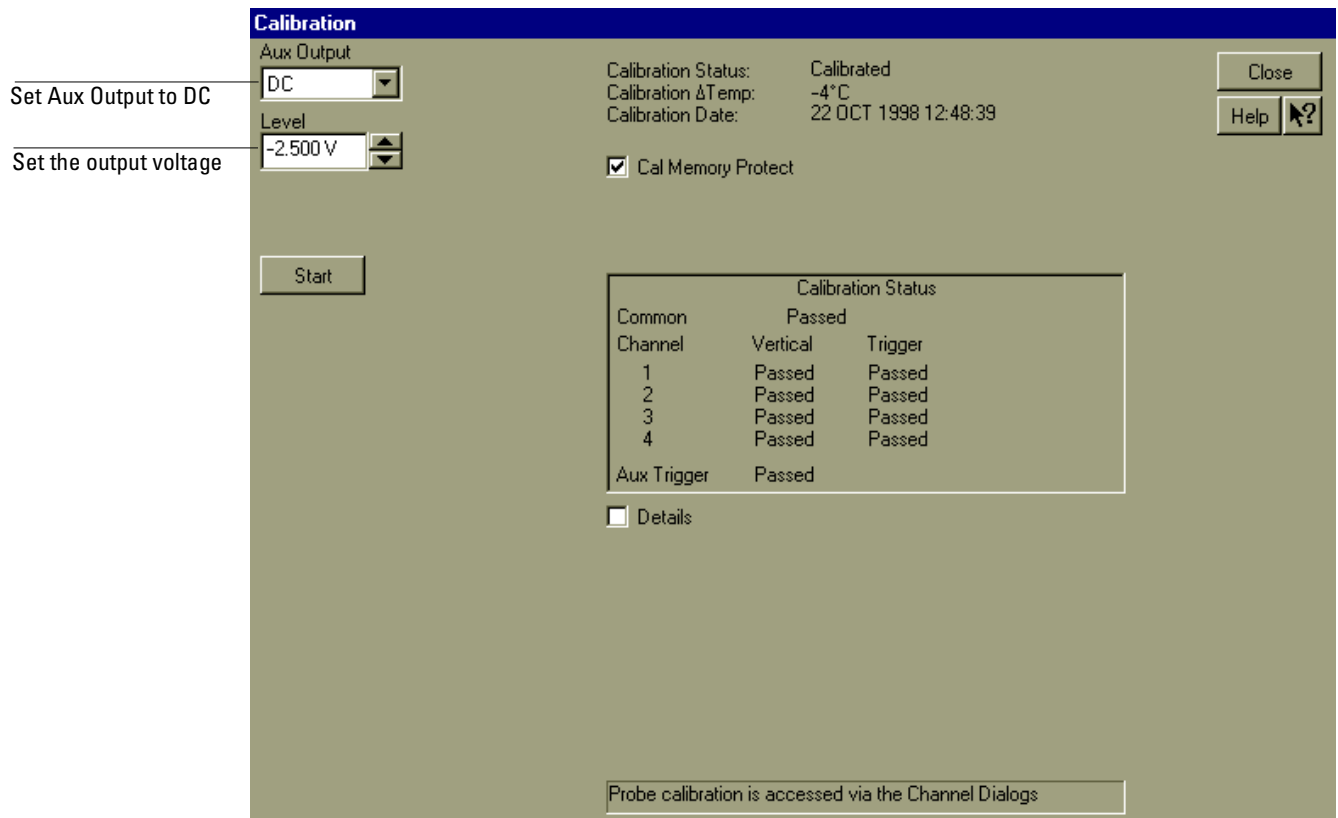 Calibration
Aux Output
DC
Set Aux Output to DC
Level
-2.500 V
Set the output voltage
Start
Calibration Status: Calibrated
Calibration ΔTemp: -4°C
Calibration Date: 22 OCT 1998 12:48:39
Cal Memory Protect
Close
Help ?
Calibration Status
Common Passed
Channel Vertical Trigger
1 Passed Passed
2 Passed Passed
3 Passed Passed
4 Passed Passed
Aux Trigger Passed
Details
Probe calibration is accessed via the Channel Dialogs